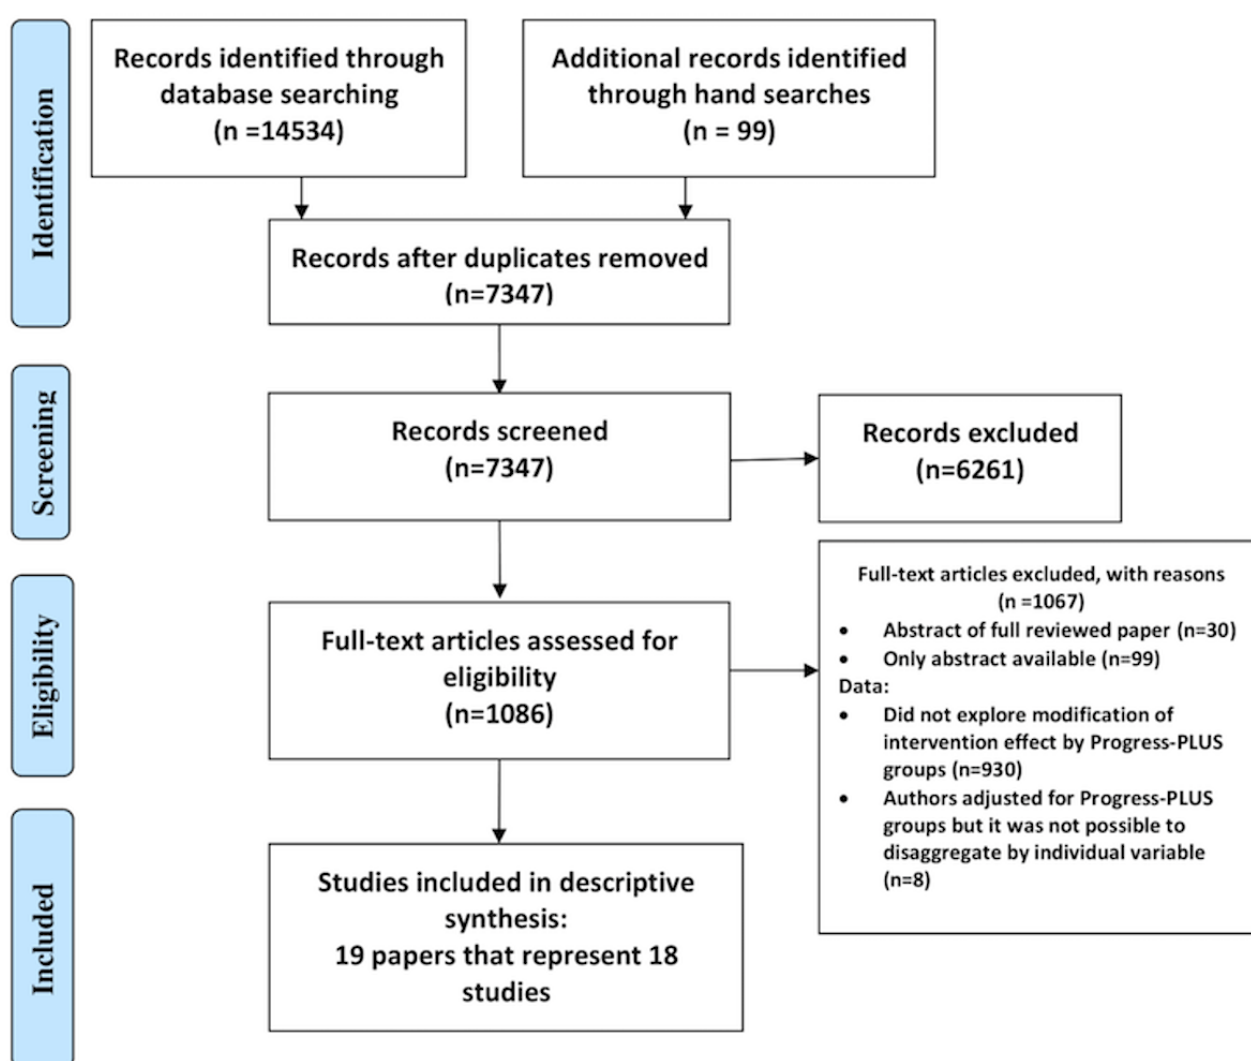 Identification
Records identified through
database searching
(n =14534)
Additional records identified
through hand searches
(n = 99)
Records after duplicates removed
(n=7347)
Screening
Records screened
(n=7347)
Records excluded
(n=6261)
Eligibility
Full-text articles assessed for
eligibility
(n=1086)
Full-text articles excluded, with reasons
(n =1067)
• Abstract of full reviewed paper (n=30)
• Only abstract available (n=99)
Data:
• Did not explore modification of
intervention effect by Progress-PLUS
groups (n=930)
• Authors adjusted for Progress-PLUS
groups but it was not possible to
disaggregate by individual variable
(n=8)
Included
Studies included in descriptive
synthesis:
19 papers that represent 18
studies